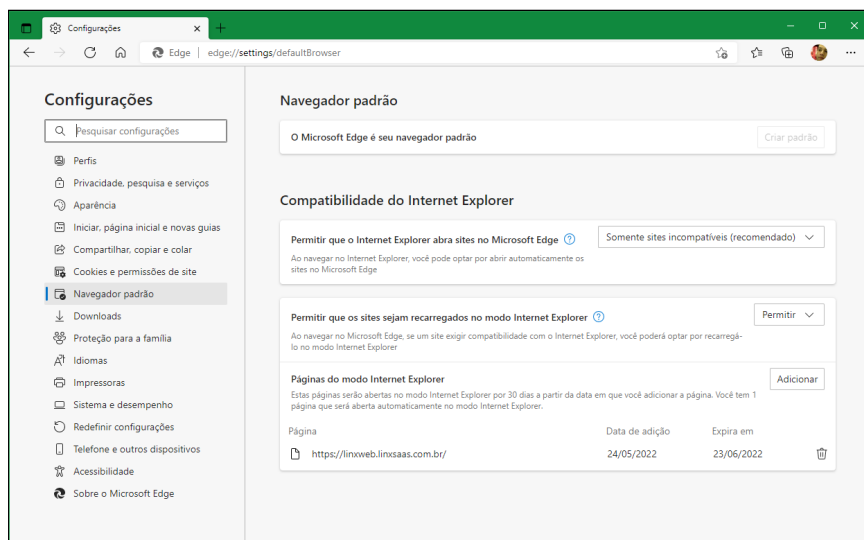 Configurações
Edge | edge://settings/defaultBrowser
Configurações
Pesquisar configurações
Perfis
Privacidade, pesquisa e serviços
Aparência
Iniciar, página inicial e novas guias
Compartilhar, copiar e colar
Cookies e permissões de site
Navegador padrão
Downloads
Proteção para a família
Idiomas
Impressoras
Sistema e desempenho
Redefinir configurações
Telefone e outros dispositivos
Acessibilidade
Sobre o Microsoft Edge
Navegador padrão
O Microsoft Edge é seu navegador padrão
Criar padrão
Compatibilidade do Internet Explorer
Permitir que o Internet Explorer abra sites no Microsoft Edge
Somente sites incompatíveis (recomendado)
Ao navegar no Internet Explorer, você pode optar por abrir automaticamente os
sites no Microsoft Edge
Permitir que os sites sejam recarregados no modo Internet Explorer
Permitir
Ao navegar no Microsoft Edge, se um site exigir compatibilidade com o Internet Explorer, você poderá optar por recarregá-
lo no modo Internet Explorer
Páginas do modo Internet Explorer
Adicionar
Estas páginas serão abertas no modo Internet Explorer por 30 dias a partir da data em que você adicionar a página. Você tem 1
página que será aberta automaticamente no modo Internet Explorer.
Página Data de adição Expira em
https://linxweb.linxsaas.com.br/ 24/05/2022 23/06/2022